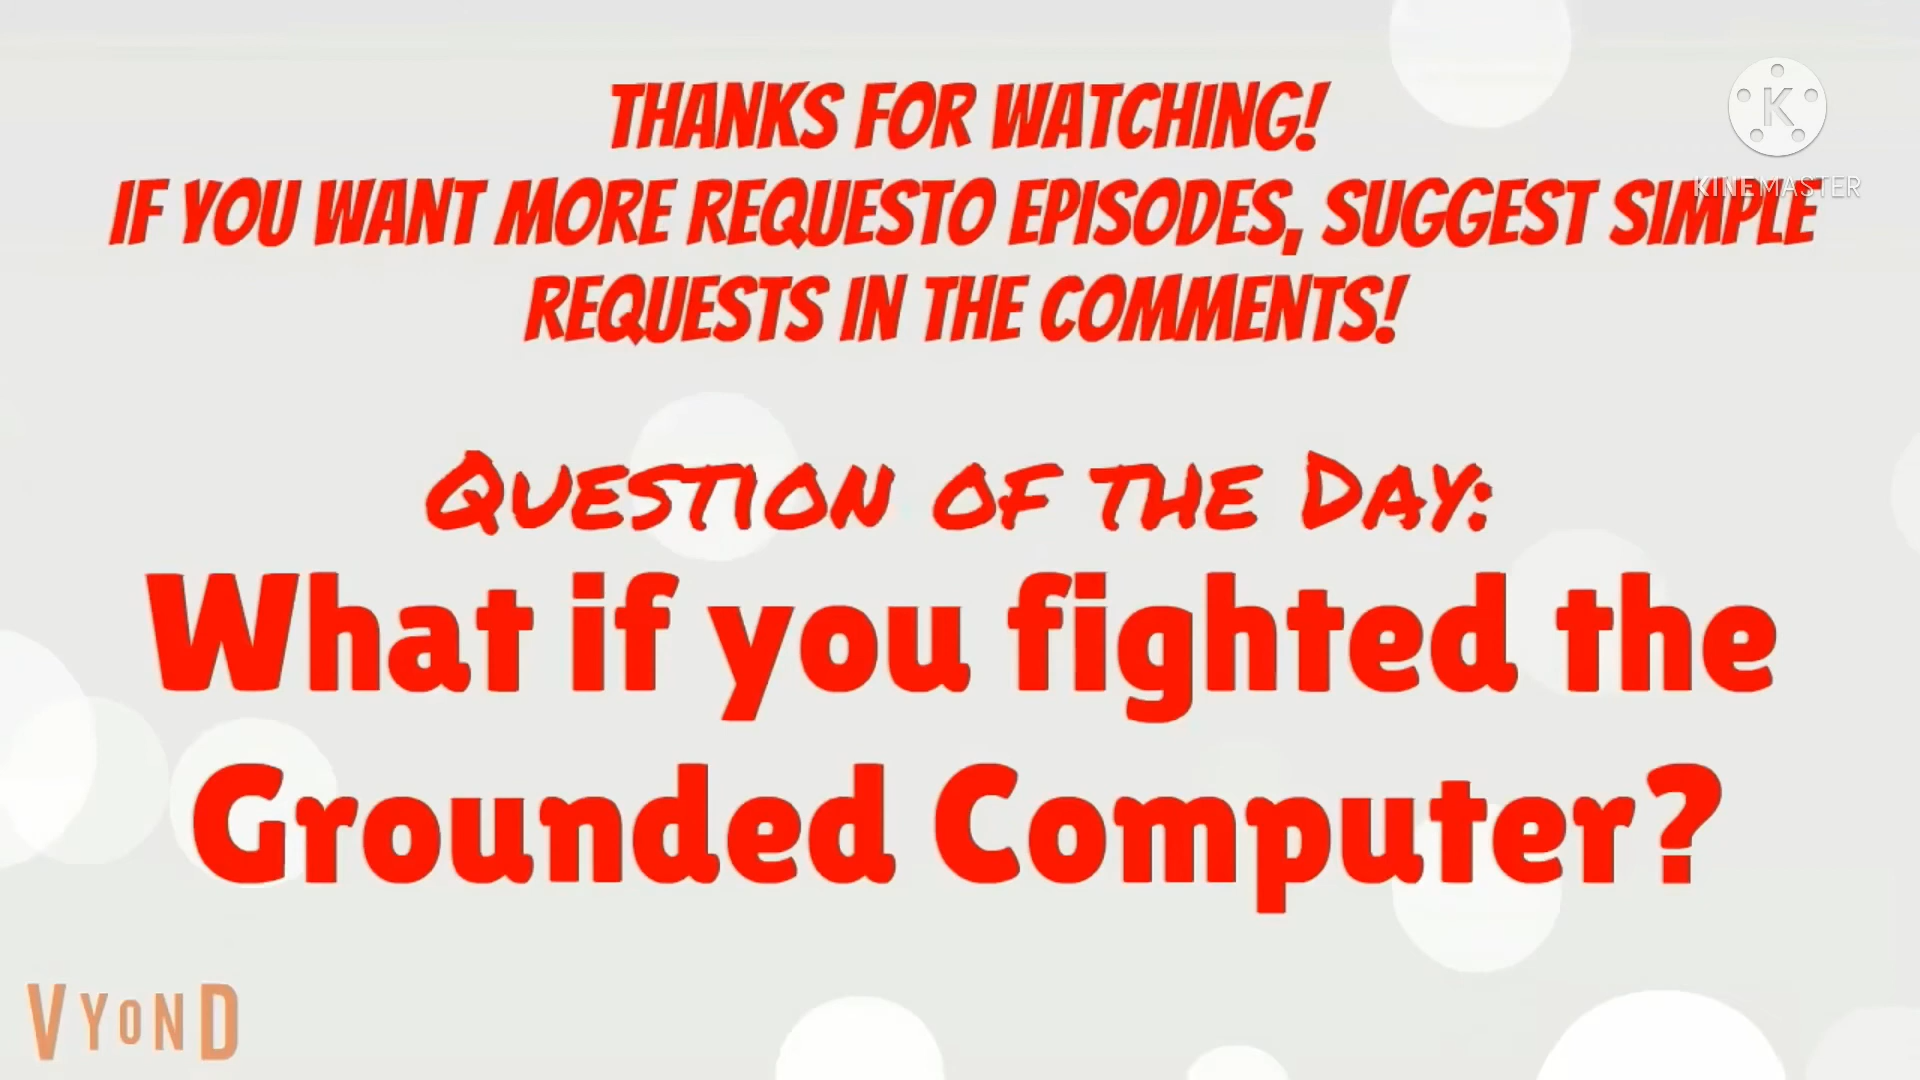 THANKS FOR WATCHING!
IF YOU WANT MORE REQUESTO EPISODES, SUGGEST SIMPLE
REQUESTS IN THE COMMENTS!
K
KINEMASTER
Question of the Day:
What if you fighted the
Grounded Computer?
VYOND